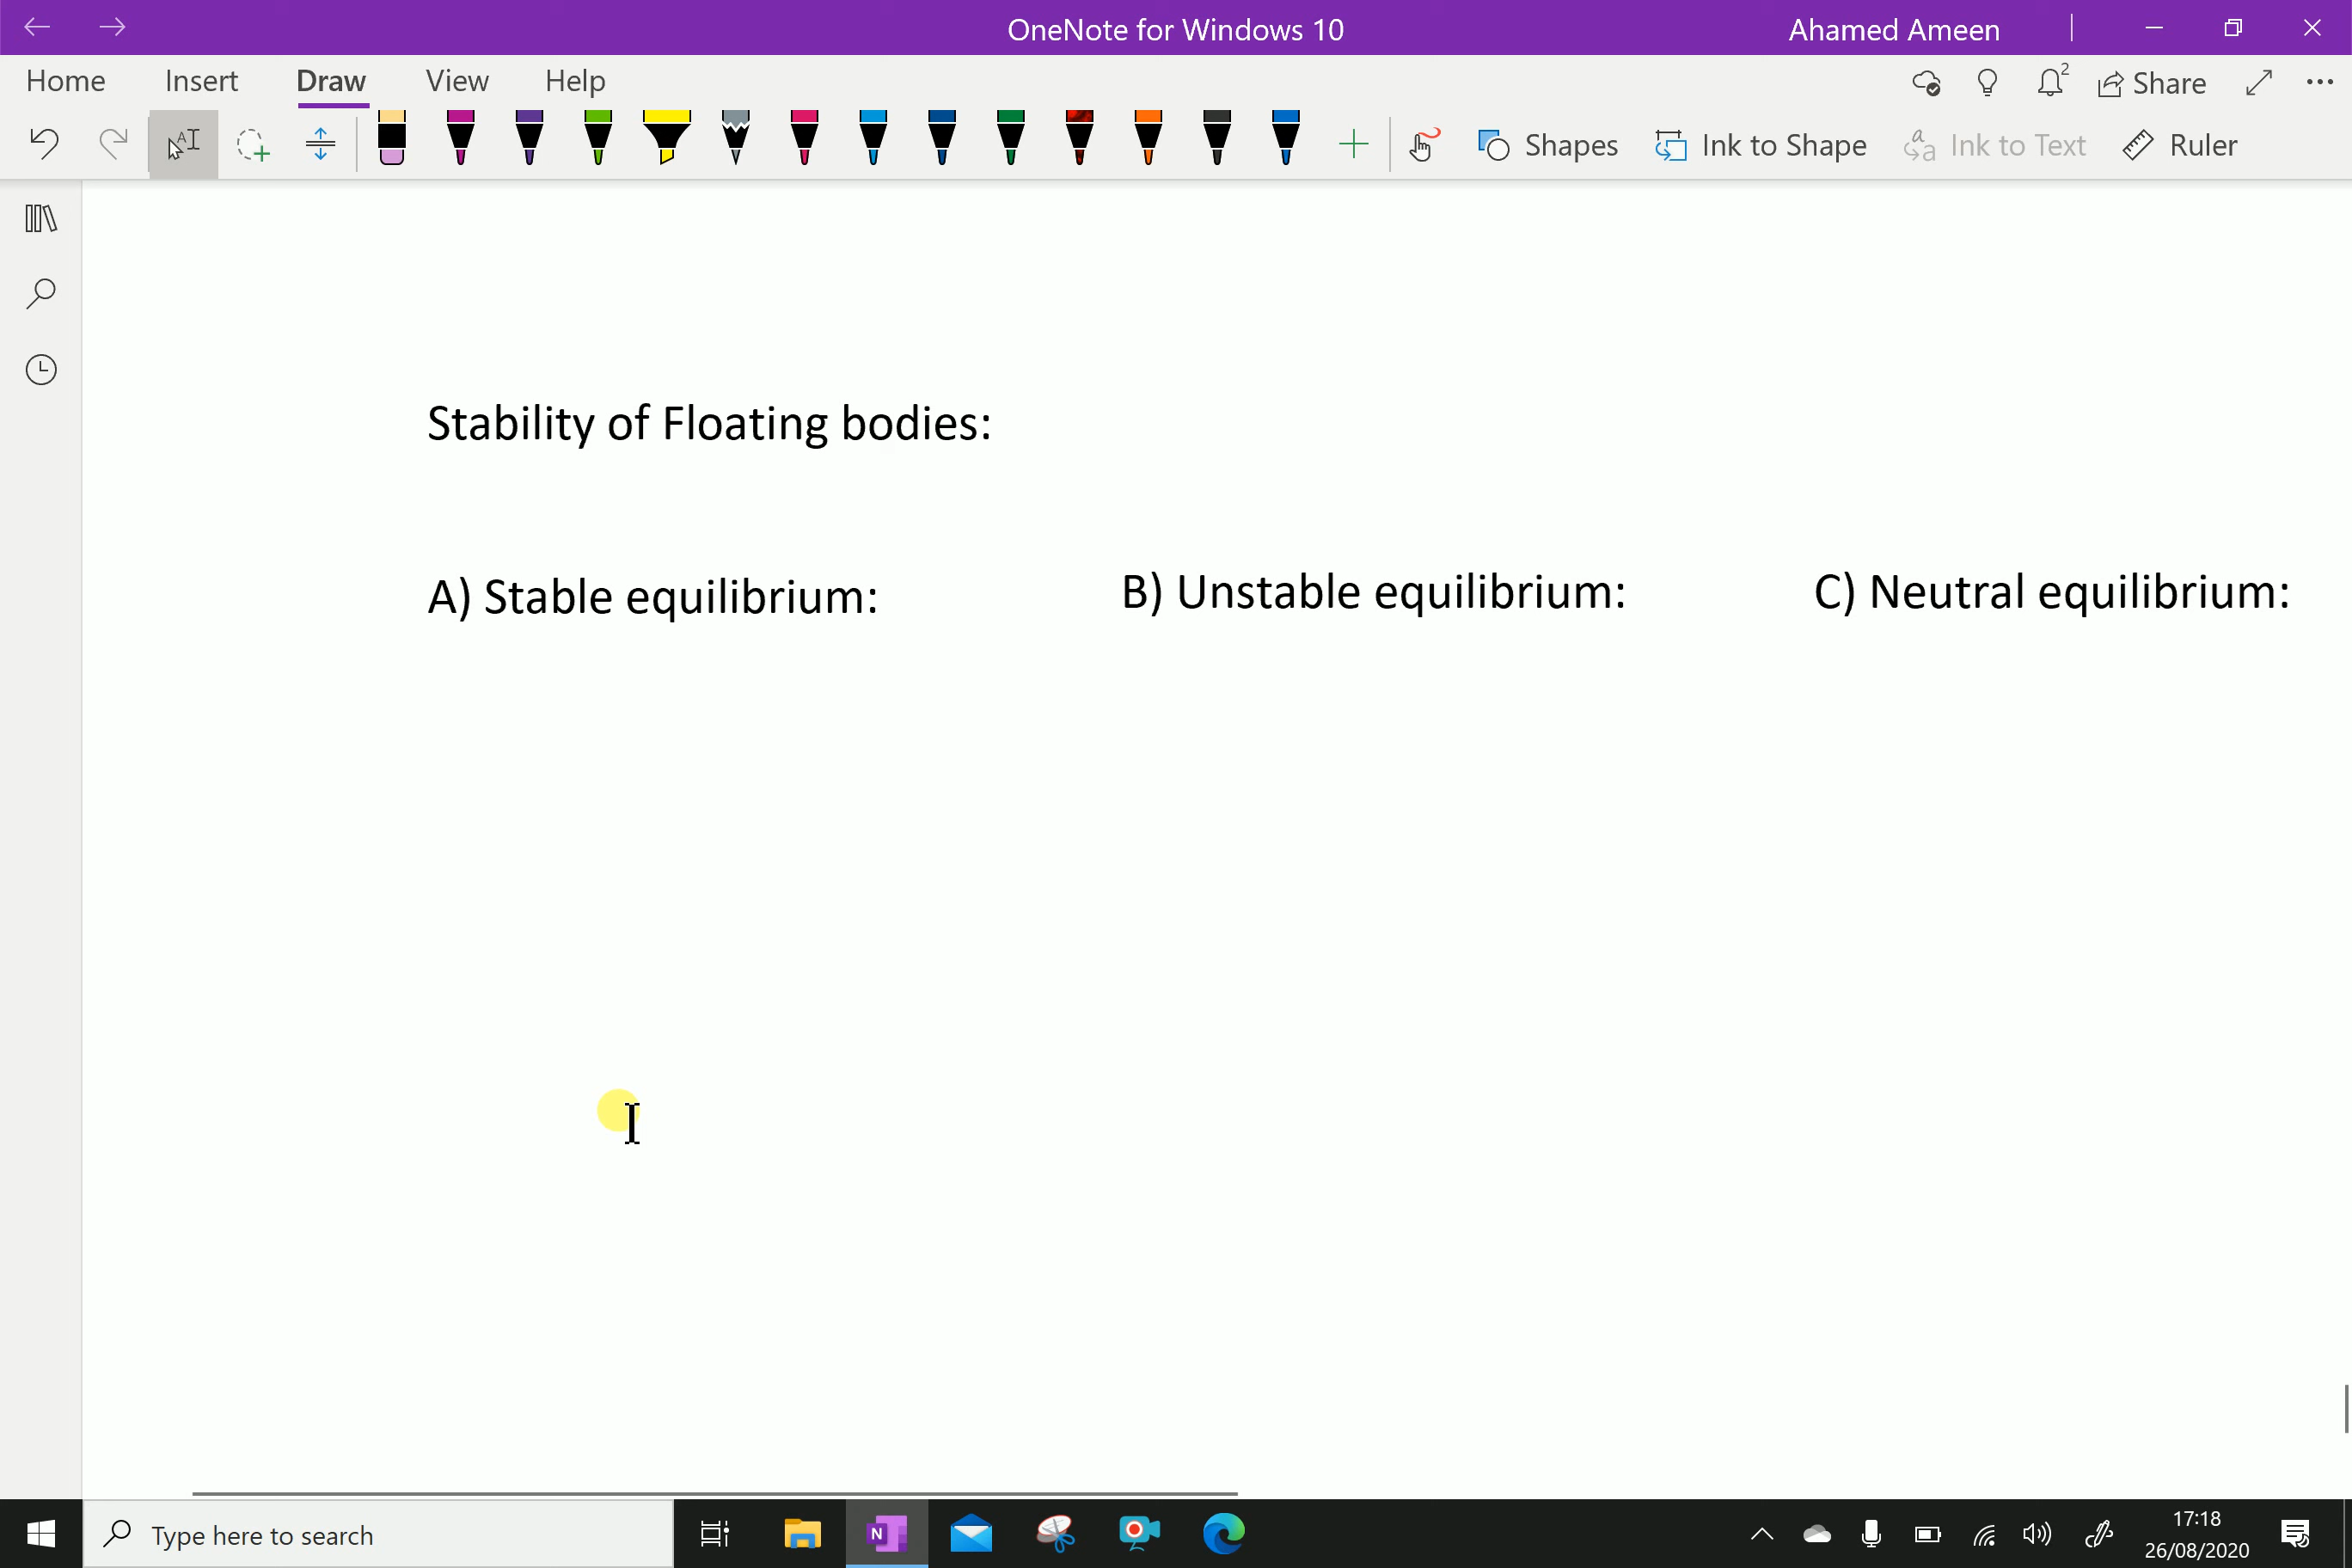 OneNote for Windows 10
Ahamed Ameen
Home Insert Draw View Help
2 Share
AI Shapes Ink to Shape Ink to Text Ruler
Stability of Floating bodies:
A) Stable equilibrium:
B) Unstable equilibrium:
C) Neutral equilibrium:
Type here to search
N
17:18
26/08/2020